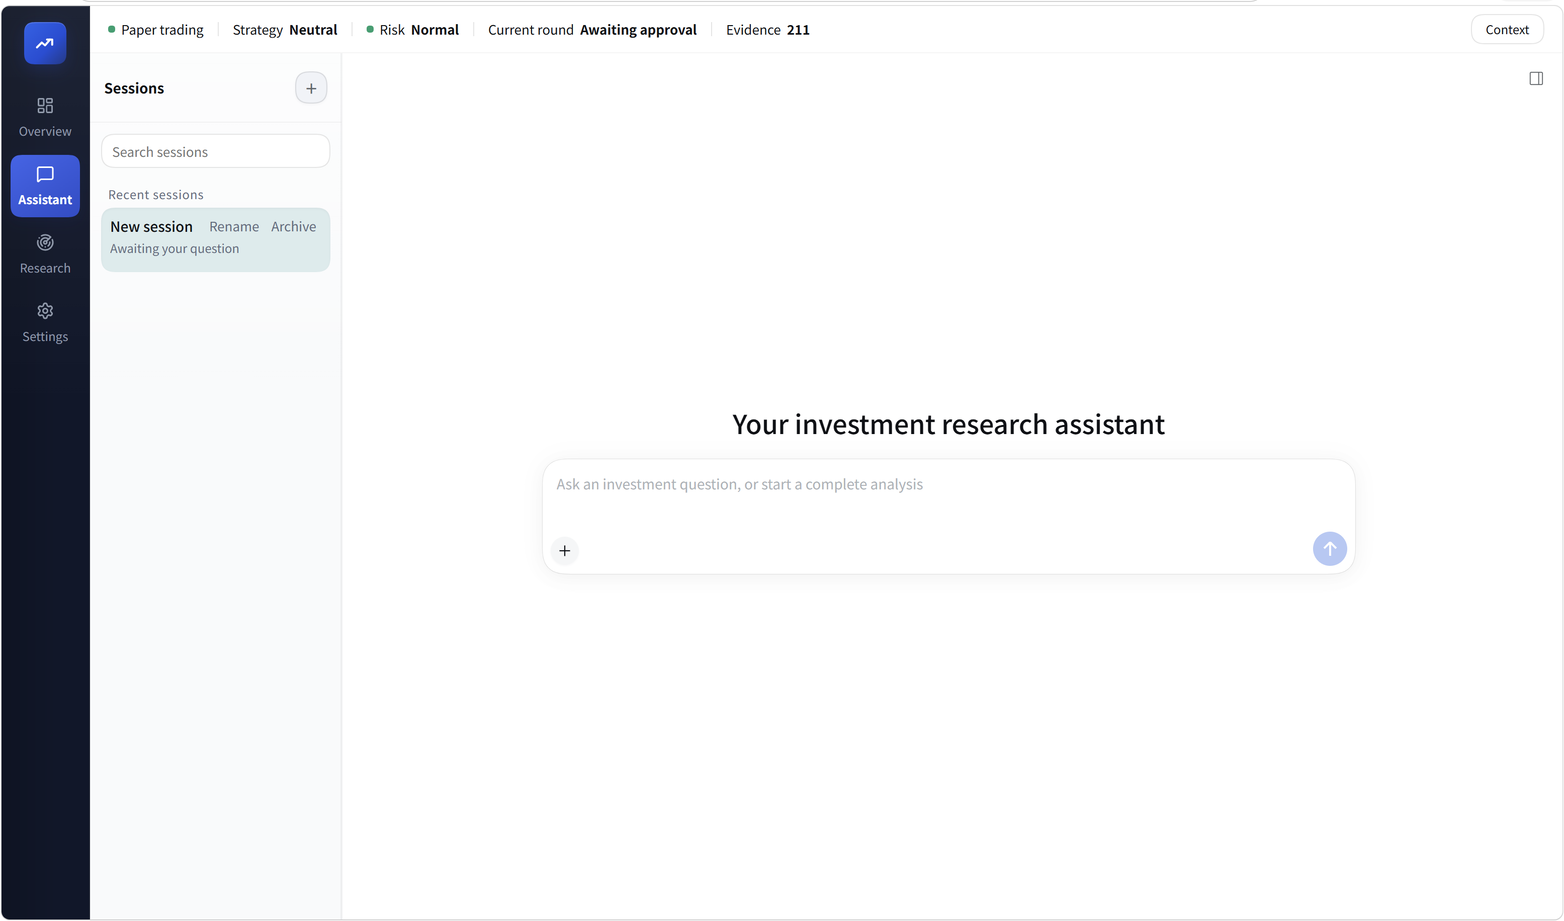 Paper trading Strategy Neutral Risk Normal Current round Awaiting approval Evidence 211 Context
Overview
Assistant
Research
Settings
Sessions
Search sessions
Recent sessions
New session Rename Archive
Awaiting your question
Your investment research assistant
Ask an investment question, or start a complete analysis